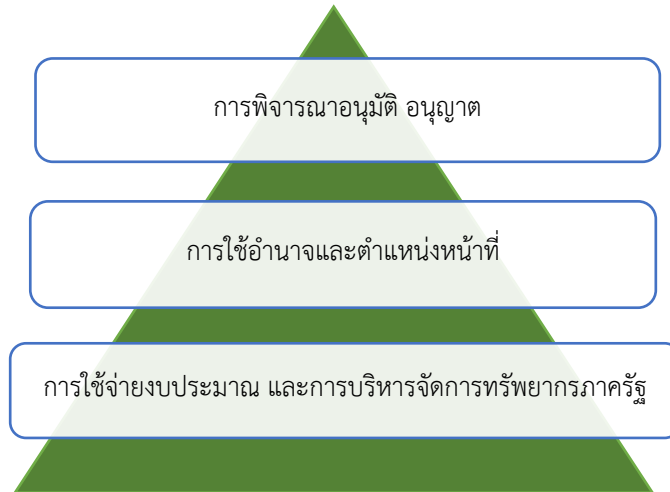 การพิจารณาอนุมัติ อนุญาต
การใช้อำนาจและตำแหน่งหน้าที่
การใช้จ่ายงบประมาณ และการบริหารจัดการทรัพยากรภาครัฐ